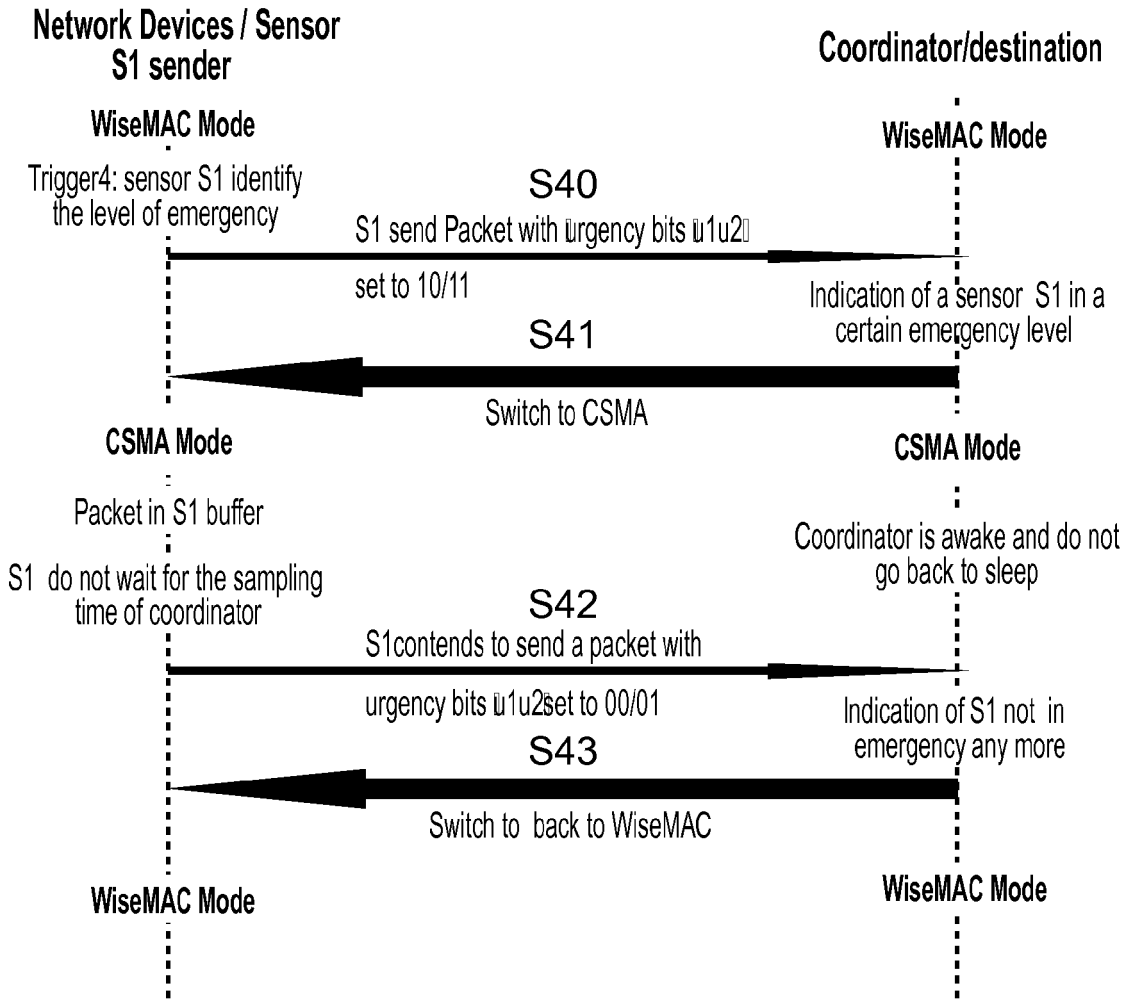 Network Devices / Sensor
S1 sender
Coordinator/destination
WiseMAC Mode
WiseMAC Mode
Trigger4: sensor S1 identify
the level of emergency
S40
S1 send Packet with urgency bits u1u2
set to 10/11
Indication of a sensor S1 in a
certain emergency level
S41
Switch to CSMA
CSMA Mode
CSMA Mode
Packet in S1 buffer
Coordinator is awake and do not
go back to sleep
S1 do not wait for the sampling
time of coordinator
S42
S1contends to send a packet with
urgency bits u1u2 set to 00/01
Indication of S1 not in
emergency any more
S43
Switch to back to WiseMAC
WiseMAC Mode
WiseMAC Mode